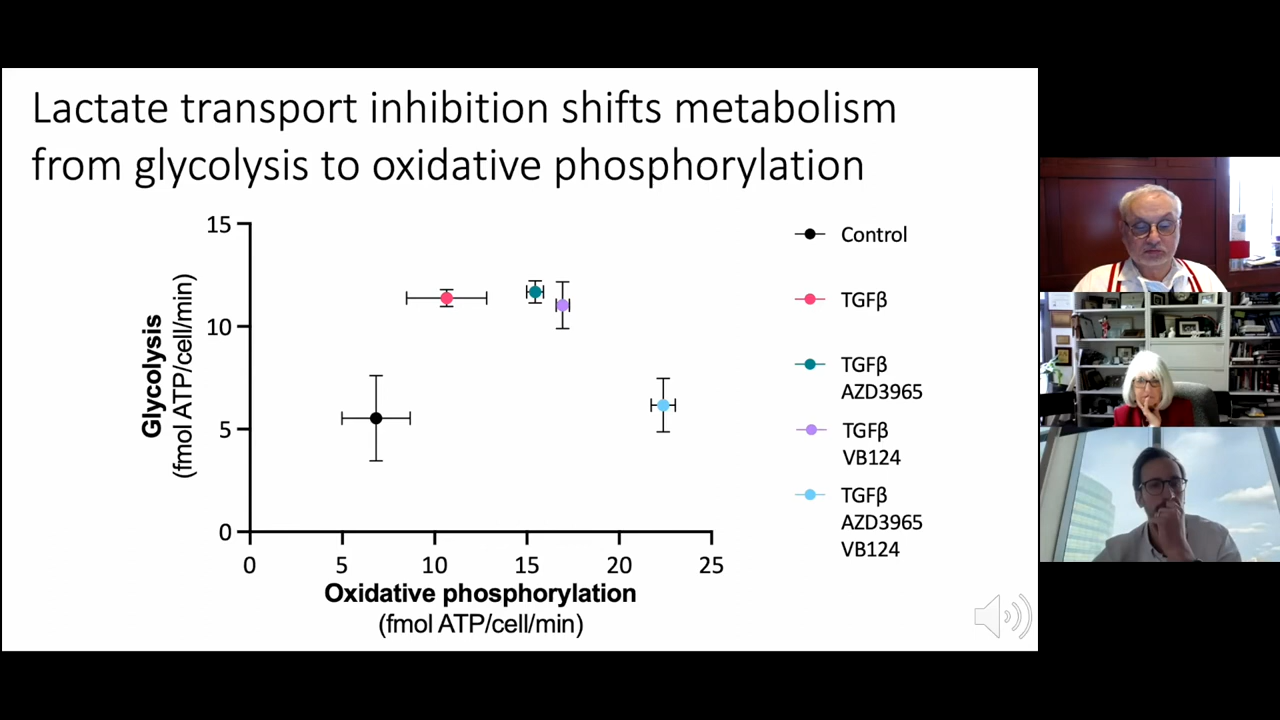 Lactate transport inhibition shifts metabolism
from glycolysis to oxidative phosphorylation
15
10
5
0
Glycolysis
(fmol ATP/cell/min)
0 5 10 15 20 25
Oxidative phosphorylation
(fmol ATP/cell/min)
Control
TGFβ
TGFβ
AZD3965
TGFβ
VB124
TGFβ
AZD3965
VB124